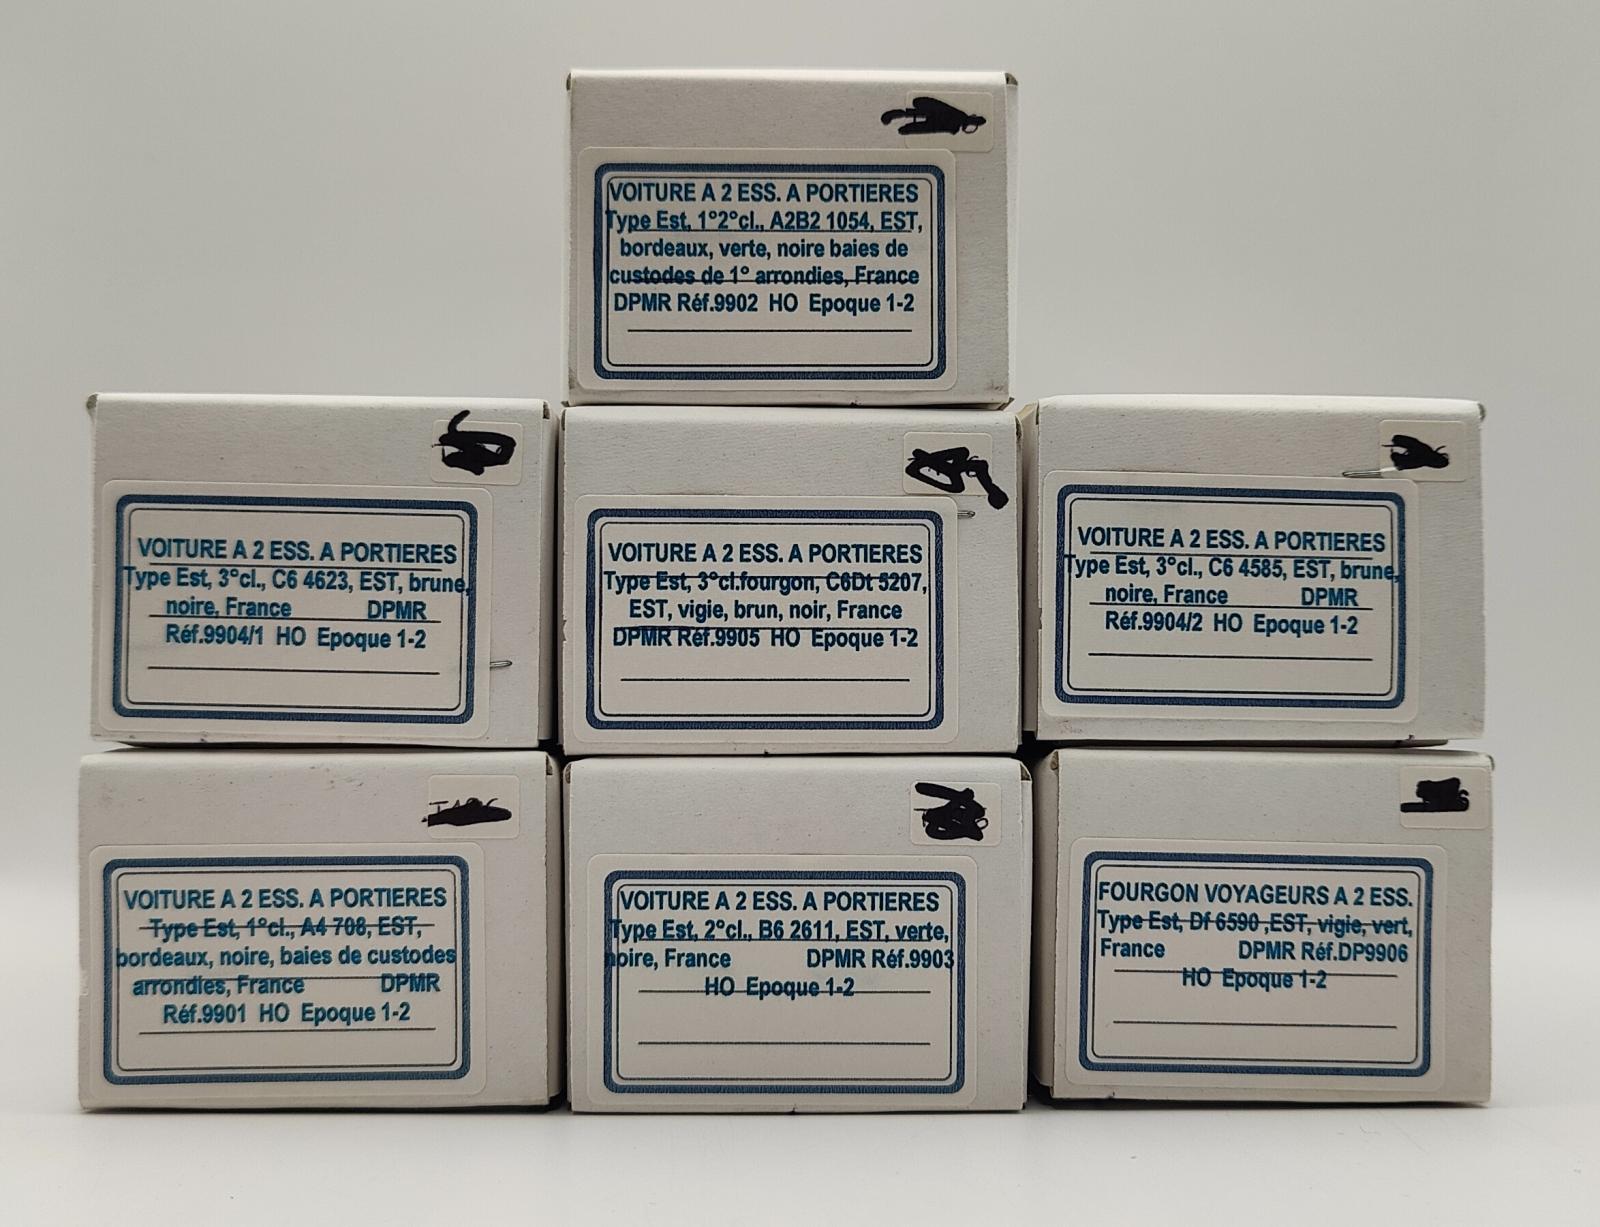 VOITURE A 2 ESS. A PORTIERES
Type Est, 1°2°cl., A2B2 1054, EST,
bordeaux, verte, noire baies de
custodes de 1° arrondies, France
DPMR Réf.9902 HO Epoque 1-2
VOITURE A 2 ESS. A PORTIERES
Type Est, 3°cl., C6 4623, EST, brune,
noire, France DPMR
Réf.9904/1 HO Epoque 1-2
VOITURE A 2 ESS. A PORTIERES
Type Est, 3°cl.fourgon, C6Dt 5207,
EST, vigie, brun, noir, France
DPMR Réf.9905 HO Epoque 1-2
VOITURE A 2 ESS. A PORTIERES
Type Est, 3°cl., C6 4585, EST, brune,
noire, France DPMR
Réf.9904/2 HO Epoque 1-2
VOITURE A 2 ESS. A PORTIERES
Type Est, 1°cl., A4 708, EST,
bordeaux, noire, baies de custodes
arrondies, France DPMR
Réf.9901 HO Epoque 1-2
VOITURE A 2 ESS. A PORTIERES
Type Est, 2°cl., B6 2611, EST, verte,
noire, France DPMR Réf.9903
HO Epoque 1-2
FOURGON VOYAGEURS A 2 ESS.
Type Est, Df 6590 ,EST, vigie, vert,
France DPMR Réf.DP9906
HO Epoque 1-2